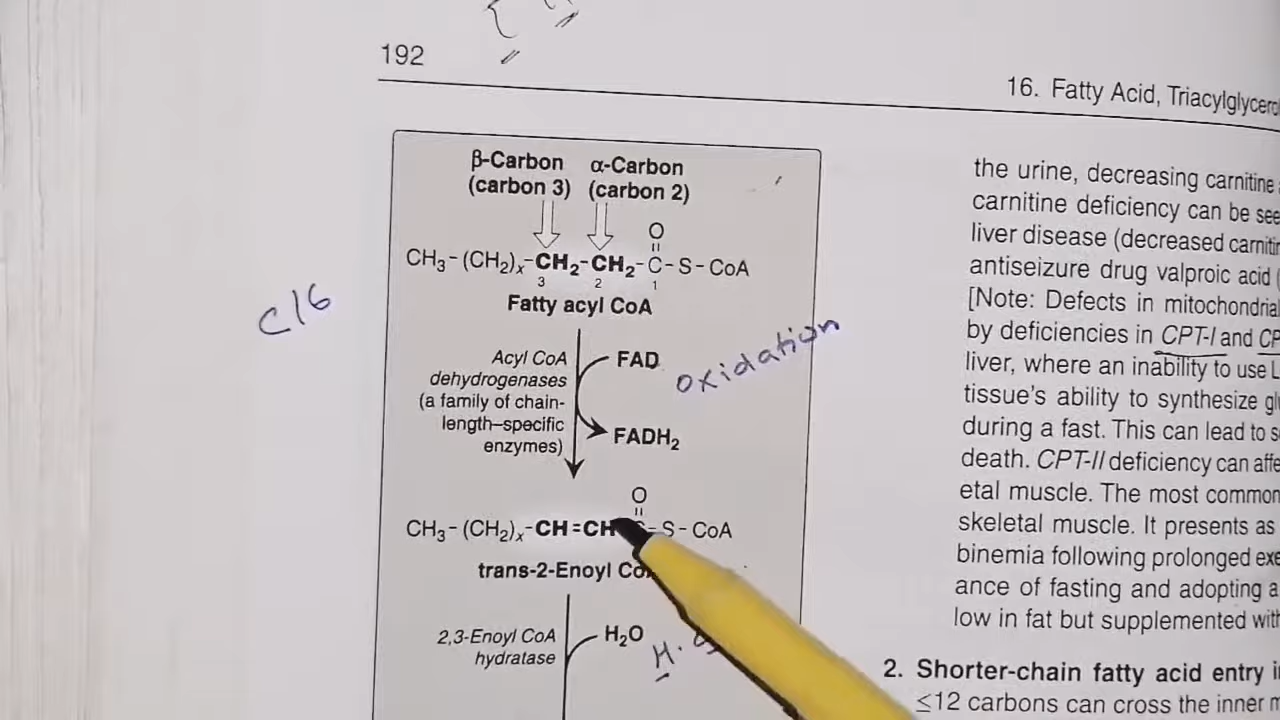 192
16. Fatty Acid, Triacylglycerol
β-Carbon α-Carbon
(carbon 3) (carbon 2)
O
CH₃-(CH₂)ₓ-CH₂-CH₂-C-S-CoA
3 2 1
Fatty acyl CoA
C16
Acyl CoA
dehydrogenases
(a family of chain-
length–specific
enzymes)
FAD
FADH₂
oxidation
O
CH₃-(CH₂)ₓ-CH=CH S-CoA
trans-2-Enoyl
2,3-Enoyl CoA
hydratase
H₂O
H.
the urine, decreasing carnitine
carnitine deficiency can be see
liver disease (decreased carniti
antiseizure drug valproic acid (
[Note: Defects in mitochondrial
by deficiencies in CPT-I and CP
liver, where an inability to use L
tissue's ability to synthesize gl
during a fast. This can lead to s
death. CPT-II deficiency can affe
etal muscle. The most common
skeletal muscle. It presents as
binemia following prolonged exe
ance of fasting and adopting a
low in fat but supplemented with
2. Shorter-chain fatty acid entry i
≤12 carbons can cross the inner m